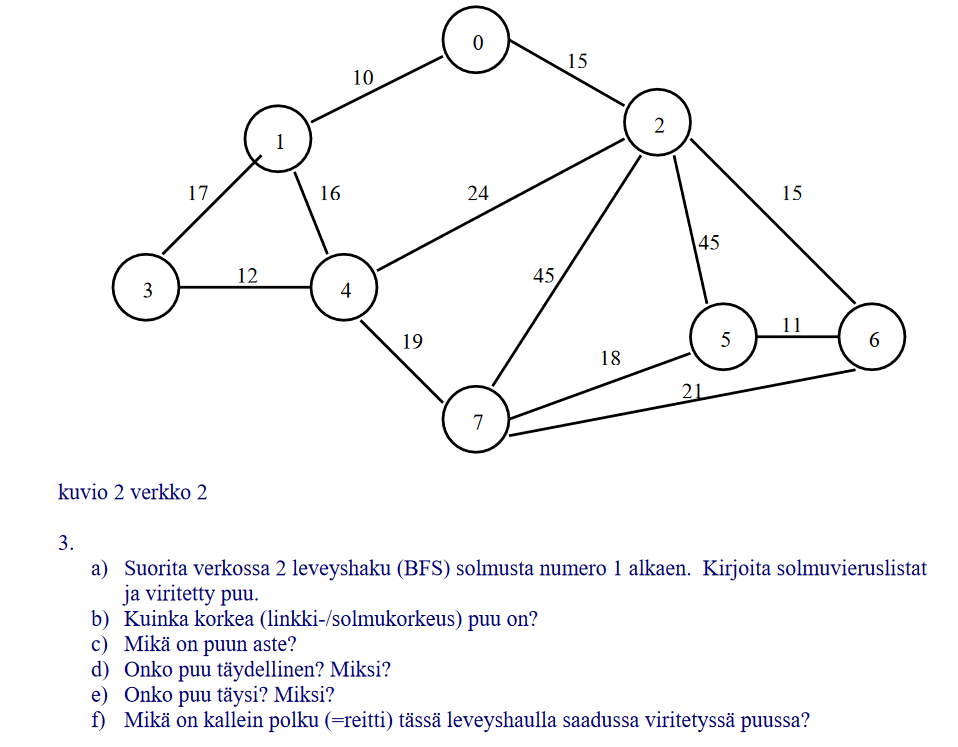 0
15
10
2
1
17
16
24
15
45
12
45
3
4
11
19
5
6
18
21
7
kuvio 2 verkko 2
3.
a) Suorita verkossa 2 leveyshaku (BFS) solmusta numero 1 alkaen. Kirjoita solmuvieruslistat
ja viritetty puu.
b) Kuinka korkea (linkki-/solmukorkeus) puu on?
c) Mikä on puun aste?
d) Onko puu täydellinen? Miksi?
e) Onko puu täysi? Miksi?
f) Mikä on kallein polku (=reitti) tässä leveyshaulla saadussa viritetyssä puussa?